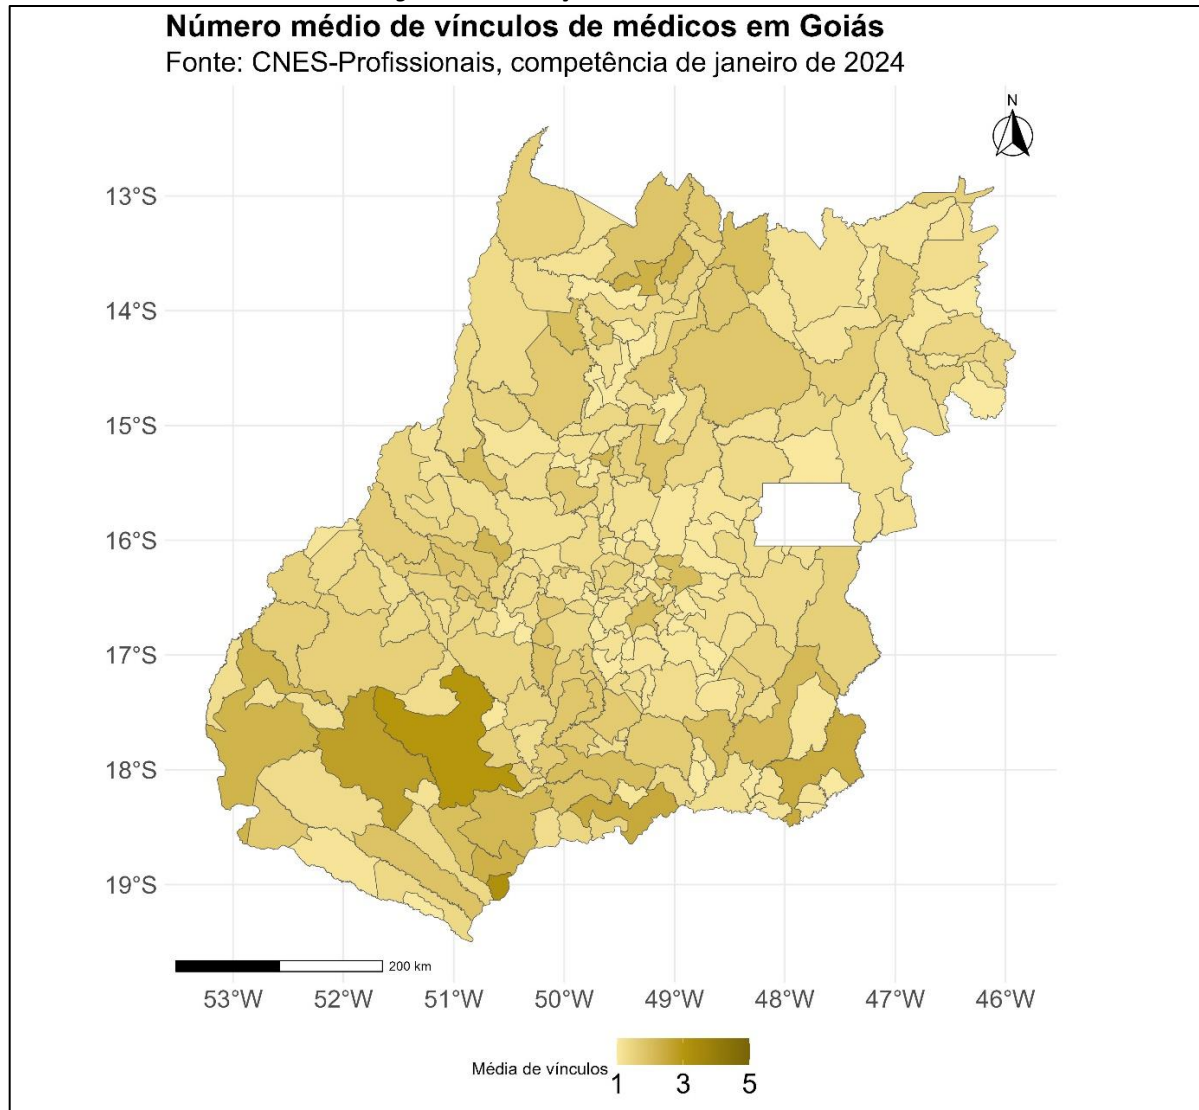 Número médio de vínculos de médicos em Goiás
Fonte: CNES-Profissionais, competência de janeiro de 2024
N
13°S
14°S
15°S
16°S
17°S
18°S
19°S
200 km
53°W 52°W 51°W 50°W 49°W 48°W 47°W 46°W
Média de vínculos
1 3 5